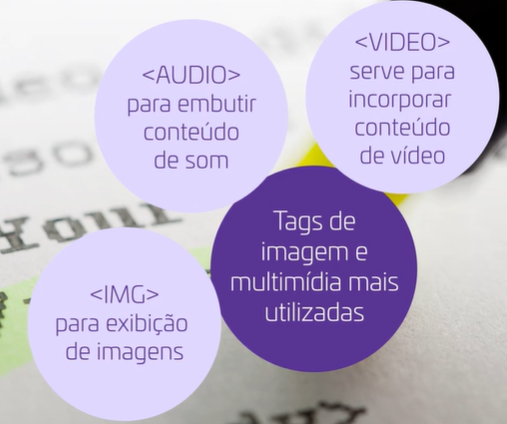 <AUDIO>
para embutir
conteúdo
de som
<VIDEO>
serve para
incorporar
conteúdo
de vídeo
Tags de
imagem e
multimídia mais
utilizadas
<IMG>
para exibição
de imagens
Your